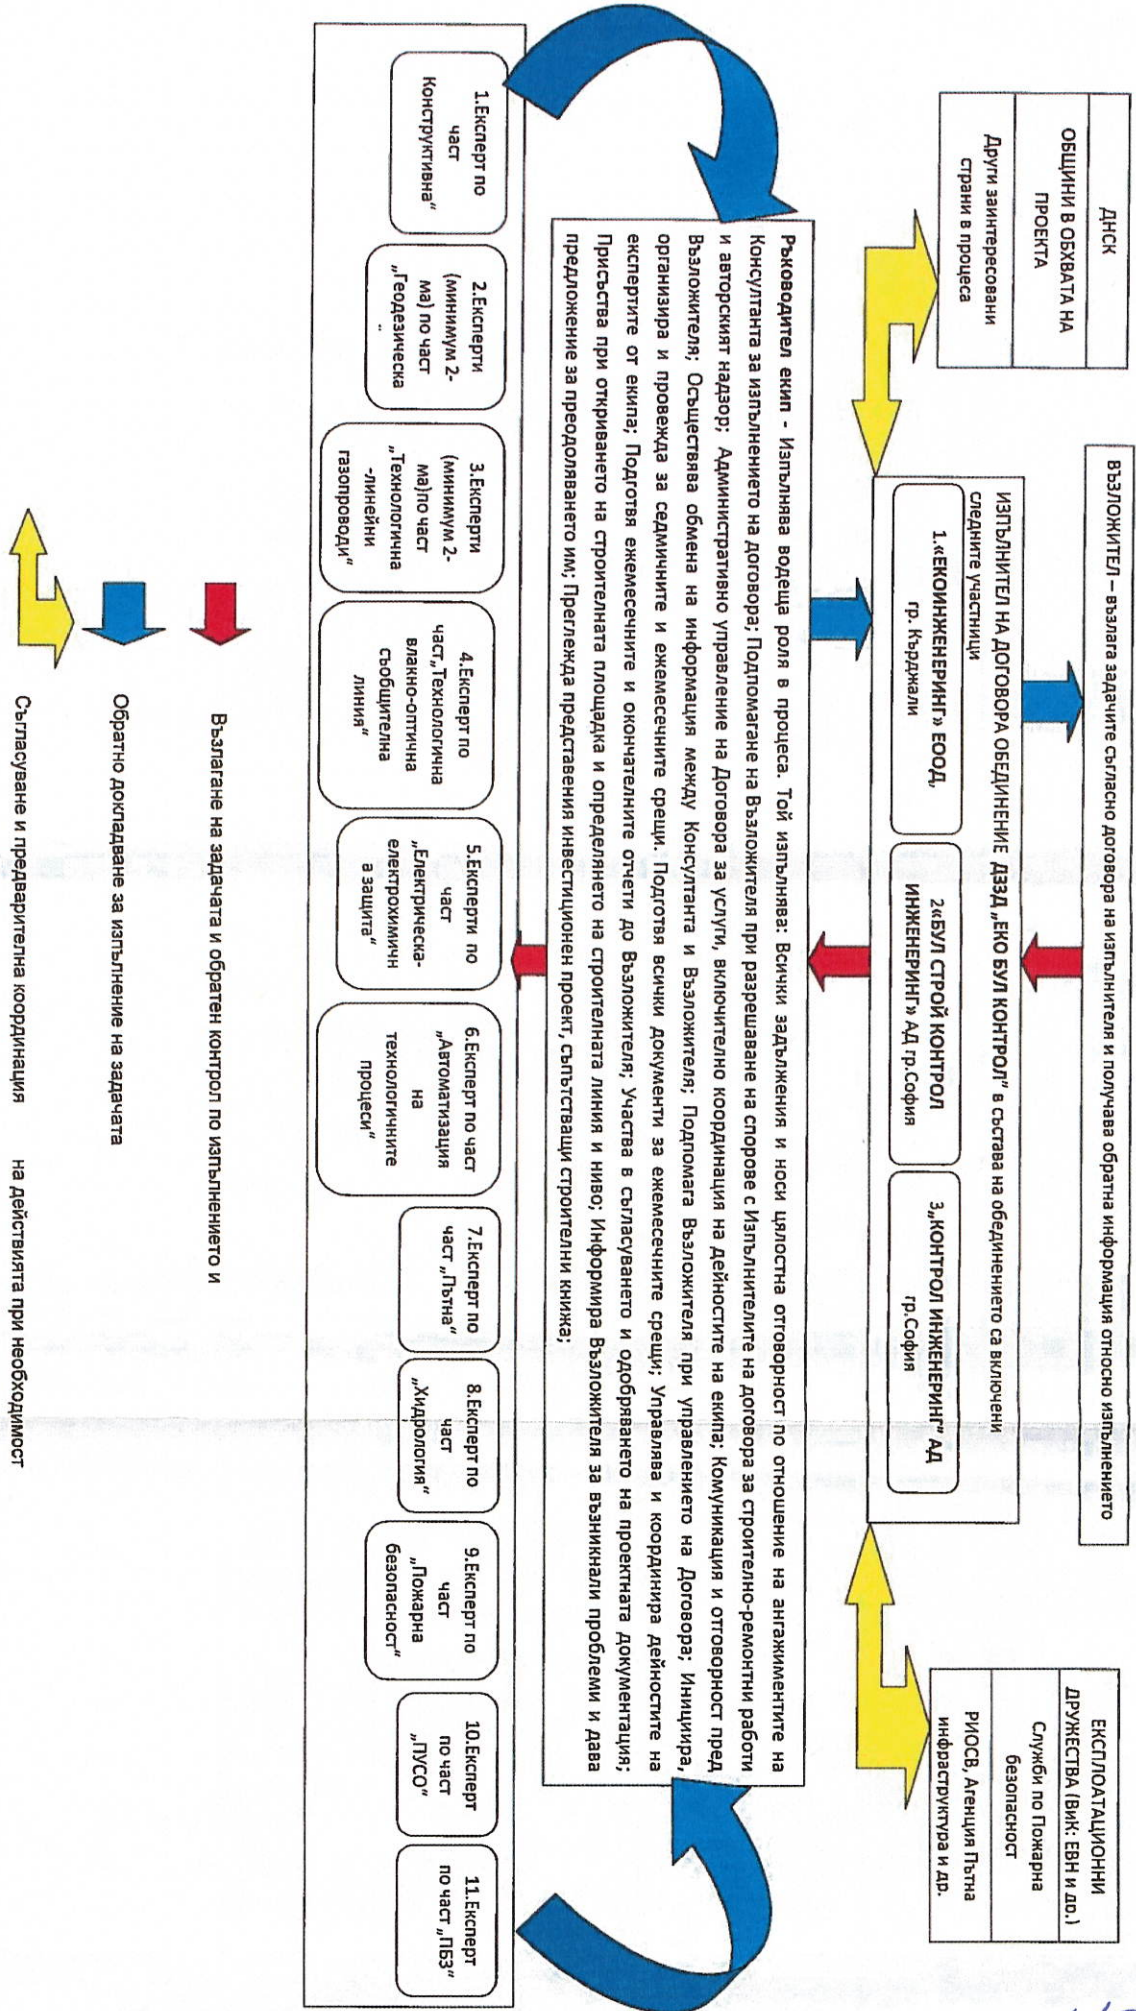 ДНСК
ОБЩИНИ В ОБХВАТА НА
ПРОЕКТА
Други заинтересовани
страни в процеса
ВЪЗЛОЖИТЕЛ – възлага задачите съгласно договора на изпълнителя и получава обратна информация относно изпълнението
ИЗПЪЛНИТЕЛ НА ДОГОВОРА ОБЕДИНЕНИЕ ДЗЗД „ЕКО БУЛ КОНТРОЛ" в състава на обединението са включени
следните участници
1.«ЕКОИНЖЕНЕРИНГ» ЕООД,
гр. Кърджали
2«БУЛ СТРОЙ КОНТРОЛ
ИНЖЕНЕРИНГ» АД гр.София
3„КОНТРОЛ ИНЖЕНЕРИНГ" АД
гр.София
ЕКСПЛОАТАЦИОННИ
ДРУЖЕСТВА (ВиК: ЕВН и до.)
Служби по Пожарна
безопасност
РИОСВ, Агенция Пътна
инфраструктура и др.
Ръководител екип - Изпълнява водеща роля в процеса. Той изпълнява: Всички задължения и носи цялостна отговорност по отношение на ангажиментите на
Консултанта за изпълнението на договора; Подпомагане на Възложителя при разрешаване на спорове с Изпълнителите на договора за строително-ремонтни работи
и авторският надзор; Административно управление на Договора за услуги, включително координация на дейностите на екипа; Комуникация и отговорност пред
Възложителя; Осъществява обмена на информация между Консултанта и Възложителя; Подпомага Възложителя при управлението на Договора; Инициира,
организира и провежда за седмичните и ежемесечните срещи. Подготвя всички документи за ежемесечните срещи; Управлява и координира дейностите на
експертите от екипа; Подготвя ежемесечните и окончателните отчети до Възложителя; Участва в съгласуването и одобряването на проектната документация;
Присъства при откриването на строителната площадка и определянето на строителната линия и ниво; Информира Възложителя за възникнали проблеми и дава
предложение за преодоляването им; Преглежда представения инвестиционен проект, съпътстващи строителни книжа;
1.Експерт по
част
Конструктивна"
2.Експерти
(минимум 2-
ма) по част
„Геодезическа
"
3.Експерти
(минимум 2-
ма)по част
„Технологична
-линейни
газопроводи"
4.Експерт по
част„Технологична
влакно-оптична
съобщителна
линия"
5.Експерти по
част
„Електрическа-
електрохимичн
а защита"
6.Експерт по част
„Автоматизация
на
технологичните
процеси"
7.Експерт по
част „Пътна"
8.Експерт по
част
„Хидрология"
9.Експерт по
част
„Пожарна
безопасност"
10.Експерт
по част
„ПУСО"
11.Експерт
по част „ПБЗ"
Възлагане на задачата и обратен контрол по изпълнението и
Обратно докладване за изпълнение на задачата
Съгласуване и предварителна координация на действията при необходимост